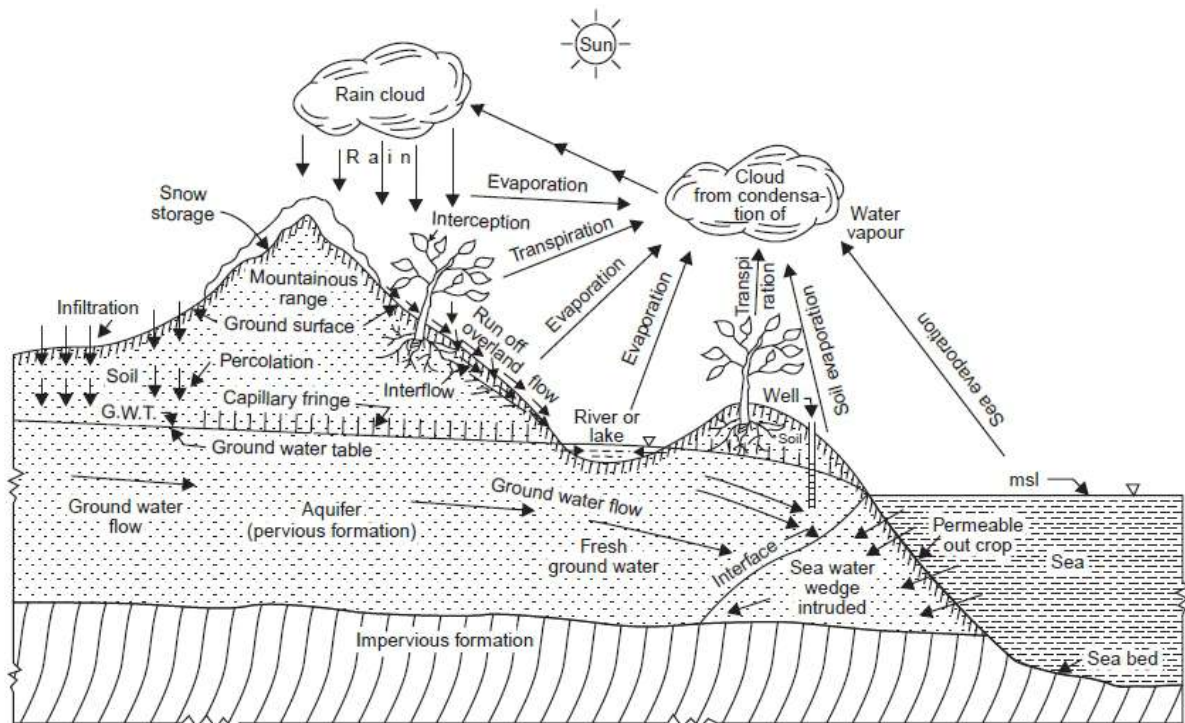 Sun
Rain cloud
Rain
Evaporation
Cloud
from condensa-
tion of
Water
vapour
Snow
storage
Interception
Transpiration
Mountainous
range
Infiltration
Ground surface
Run off
overland flow
Evaporation
Evaporation
Transpi
ration
Soil evaporation
Sea evaporation
Soil
Percolation
Interflow
Capillary fringe
G.W.T.
Ground water table
River or
lake
Well
Soil
msl
Ground water
flow
Aquifer
(pervious formation)
Ground water flow
Fresh
ground water
Interface
Permeable
out crop
Sea
Sea water
wedge
intruded
Impervious formation
Sea bed